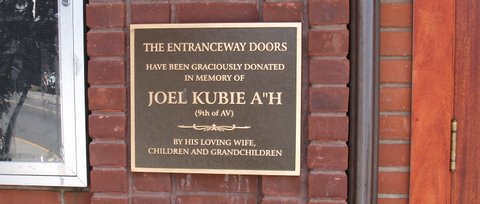 THE ENTRANCEWAY DOORS
HAVE BEEN GRACIOUSLY DONATED
IN MEMORY OF
JOEL KUBIE A"H
(9th of AV)
BY HIS LOVING WIFE,
CHILDREN AND GRANDCHILDREN